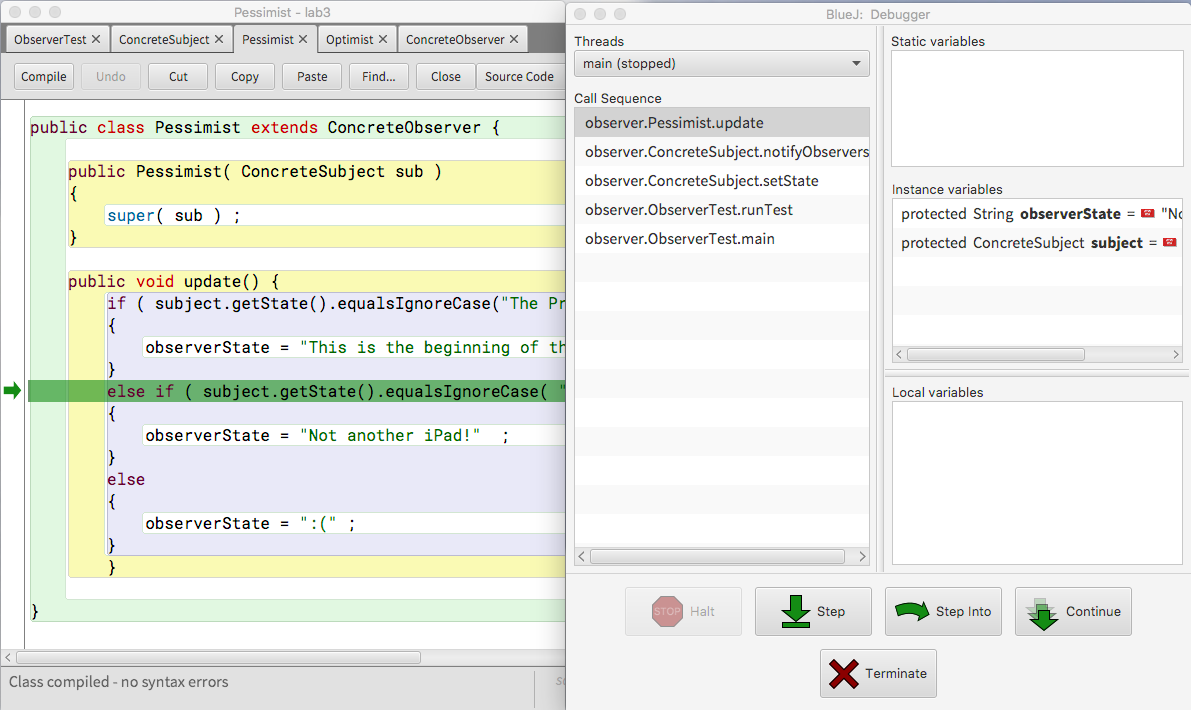 Pessimist - lab3
ObserverTest ✕ ConcreteSubject ✕ Pessimist ✕ Optimist ✕ ConcreteObserver ✕
Compile Undo Cut Copy Paste Find... Close Source Code
public class Pessimist extends ConcreteObserver {
public Pessimist( ConcreteSubject sub )
{
super( sub ) ;
}
public void update() {
if ( subject.getState().equalsIgnoreCase("The Pr
{
observerState = "This is the beginning of th
}
else if ( subject.getState().equalsIgnoreCase( "
{
observerState = "Not another iPad!"  ;
}
else
{
observerState = ":(" ;
}
}
}
Class compiled - no syntax errors
BlueJ: Debugger
Threads
main (stopped)
Call Sequence
observer.Pessimist.update
observer.ConcreteSubject.notifyObservers
observer.ConcreteSubject.setState
observer.ObserverTest.runTest
observer.ObserverTest.main
Static variables
Instance variables
protected String observerState = "No
protected ConcreteSubject subject =
Local variables
STOP Halt
Step
Step Into
Continue
Terminate